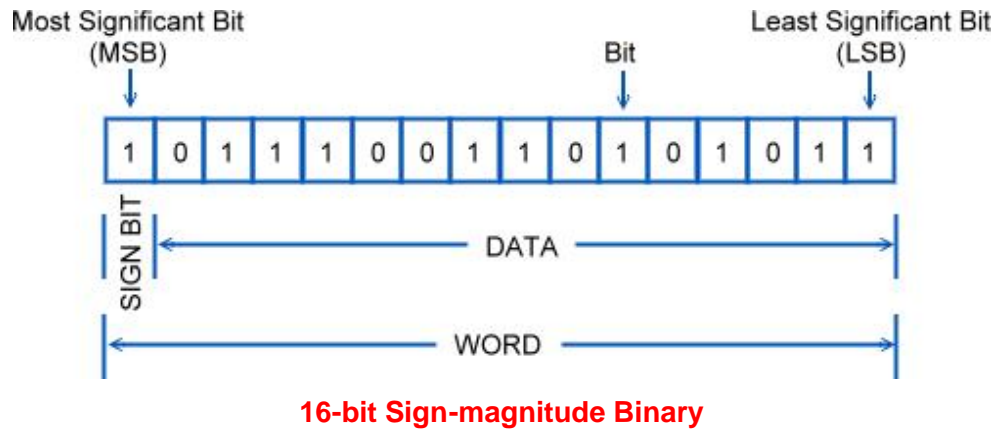 Most Significant Bit
(MSB)
Bit
Least Significant Bit
(LSB)
1 0 1 1 1 0 0 1 1 0 1 0 1 0 1 1
SIGN BIT
DATA
WORD
16-bit Sign-magnitude Binary